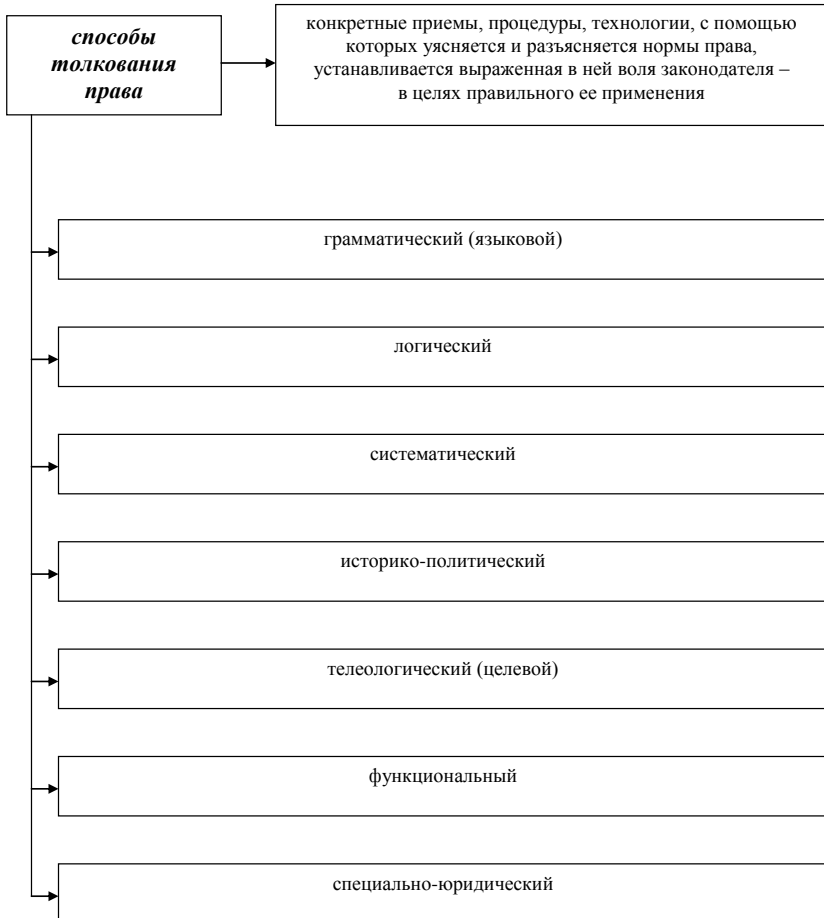 способы
толкования
права
конкретные приемы, процедуры, технологии, с помощью
которых уясняется и разъясняется нормы права,
устанавливается выраженная в ней воля законодателя –
в целях правильного ее применения
грамматический (языковой)
логический
систематический
историко-политический
телеологический (целевой)
функциональный
специально-юридический